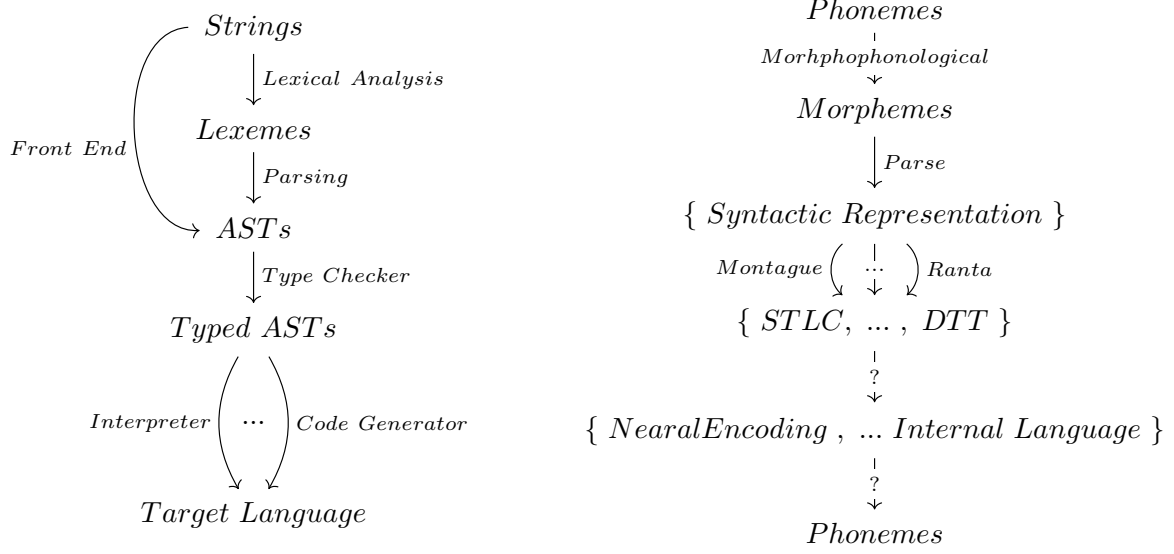 Strings
Lexical Analysis
Lexemes
Front End
Parsing
ASTs
Type Checker
Typed ASTs
Interpreter ... Code Generator
Target Language
Phonemes
Morhphophonological
Morphemes
Parse
{ Syntactic Representation }
Montague ... Ranta
{ STLC, ... , DTT }
?
{ NearalEncoding , ... Internal Language }
?
Phonemes